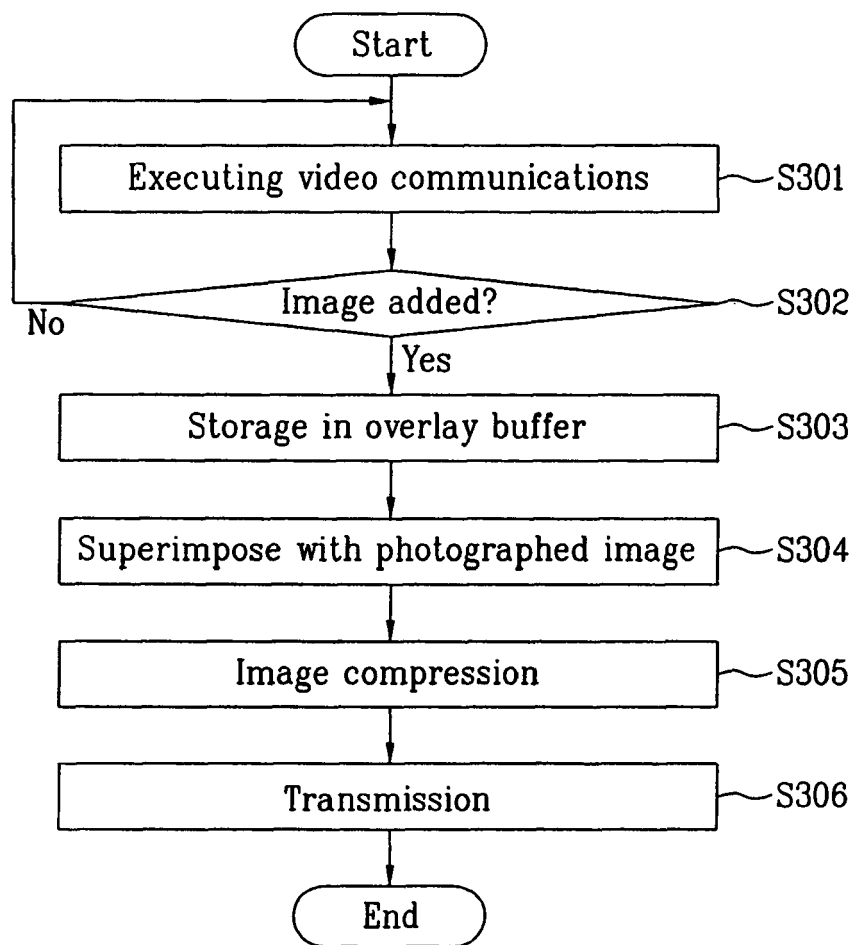 Start
Executing video communications
S301
Image added?
S302
No
Yes
Storage in overlay buffer
S303
Superimpose with photographed image
S304
Image compression
S305
Transmission
S306
End